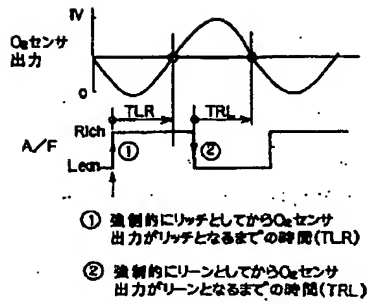 1V
O₂センサ
出力
0
TLR
TRL
Rich
A/F
①
②
Lean
① 強制的にリッチとしてからO₂センサ
出力がリッチとなるまでの時間(TLR)
② 強制的にリーンとしてからO₂センサ
出力がリーンとなるまでの時間(TRL)